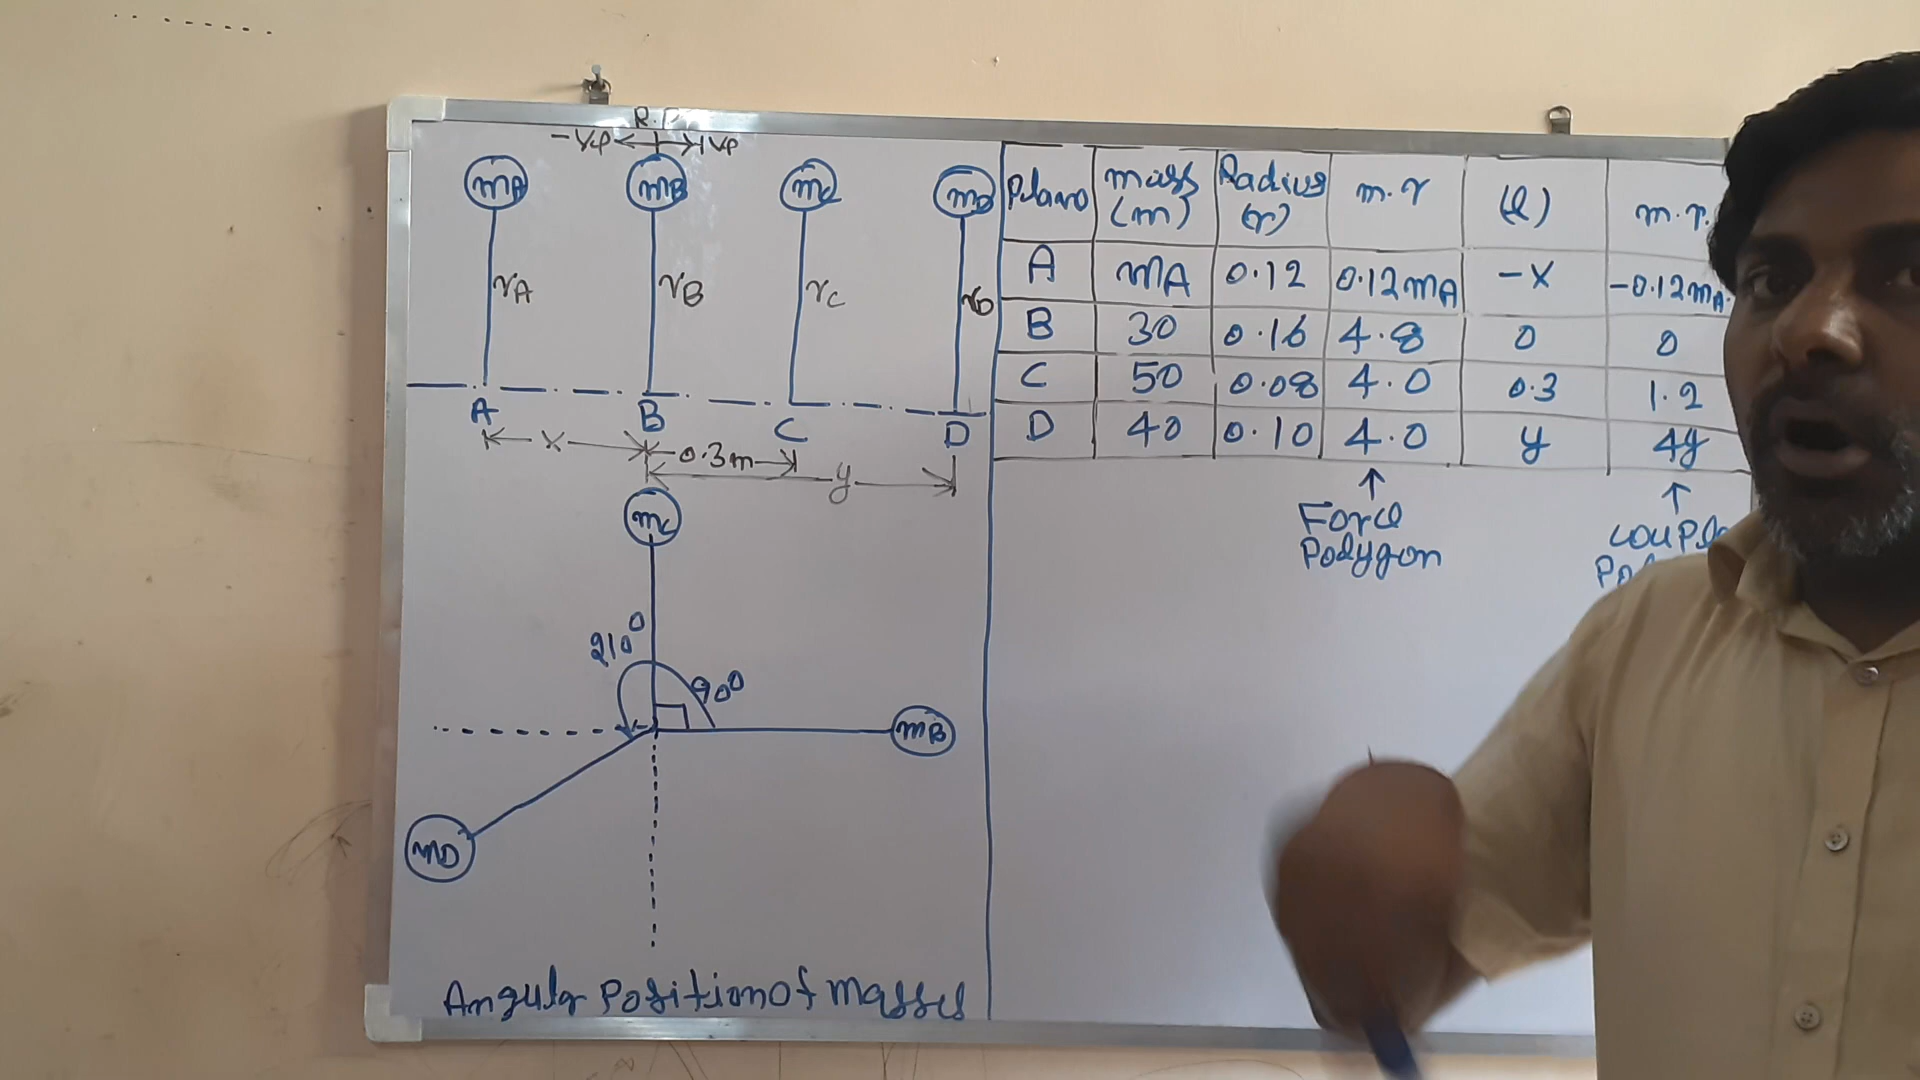 R.P
-ve +ve
mA mB mC mD
rA rB rC rD
A B C D
x 0.3m
y
mC
210°
90°
mB
mD
Angular Position of Masses
Plane mass (m) Radius (r) m.r (l) m.r.
A mA 0.12 0.12mA -x -0.12mA.
B 30 0.16 4.8 0 0
C 50 0.08 4.0 0.3 1.2
D 40 0.10 4.0 y 4y
Force
Polygon